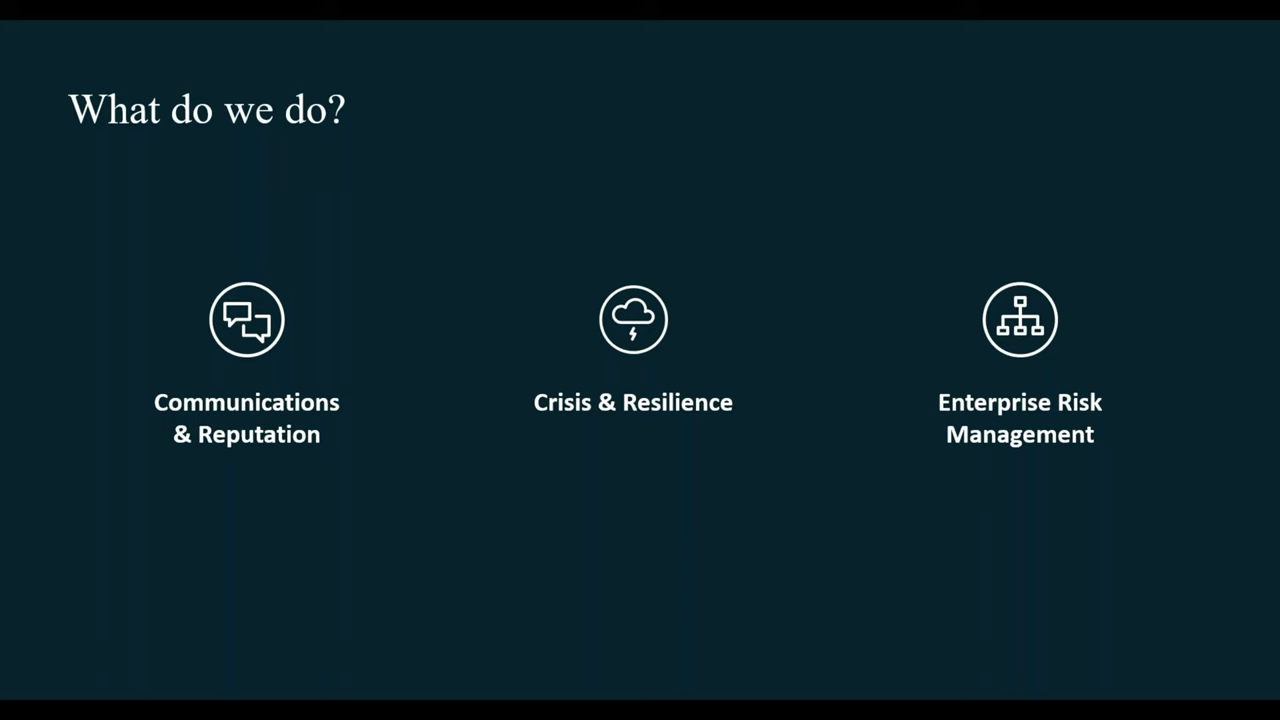 What do we do?
Communications
& Reputation
Crisis & Resilience
Enterprise Risk
Management